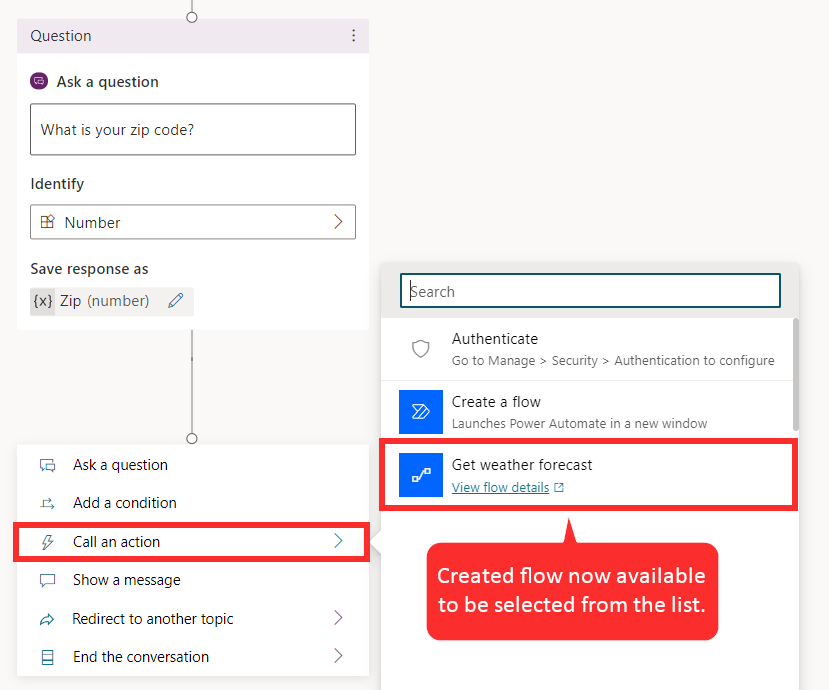 Question
Ask a question
What is your zip code?
Identify
Number
Save response as
{x} Zip (number)
Ask a question
Add a condition
Call an action
Show a message
Redirect to another topic
End the conversation
Search
Authenticate
Go to Manage > Security > Authentication to configure
Create a flow
Launches Power Automate in a new window
Get weather forecast
View flow details
Created flow now available
to be selected from the list.